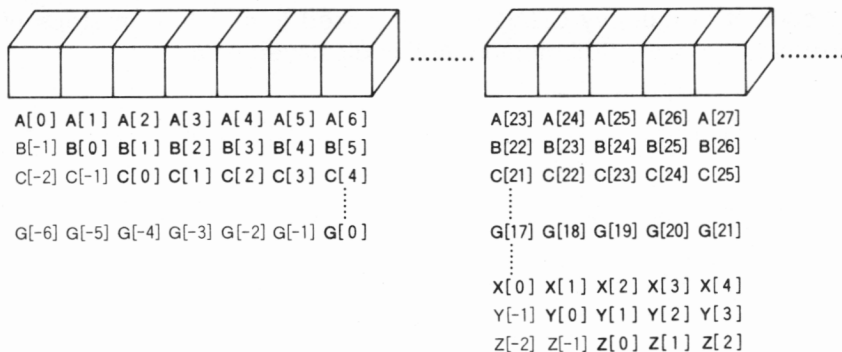 A[0] A[1] A[2] A[3] A[4] A[5] A[6] A[23] A[24] A[25] A[26] A[27]
B[-1] B[0] B[1] B[2] B[3] B[4] B[5] B[22] B[23] B[24] B[25] B[26]
C[-2] C[-1] C[0] C[1] C[2] C[3] C[4] C[21] C[22] C[23] C[24] C[25]
G[-6] G[-5] G[-4] G[-3] G[-2] G[-1] G[0] G[17] G[18] G[19] G[20] G[21]
X[0] X[1] X[2] X[3] X[4]
Y[-1] Y[0] Y[1] Y[2] Y[3]
Z[-2] Z[-1] Z[0] Z[1] Z[2]